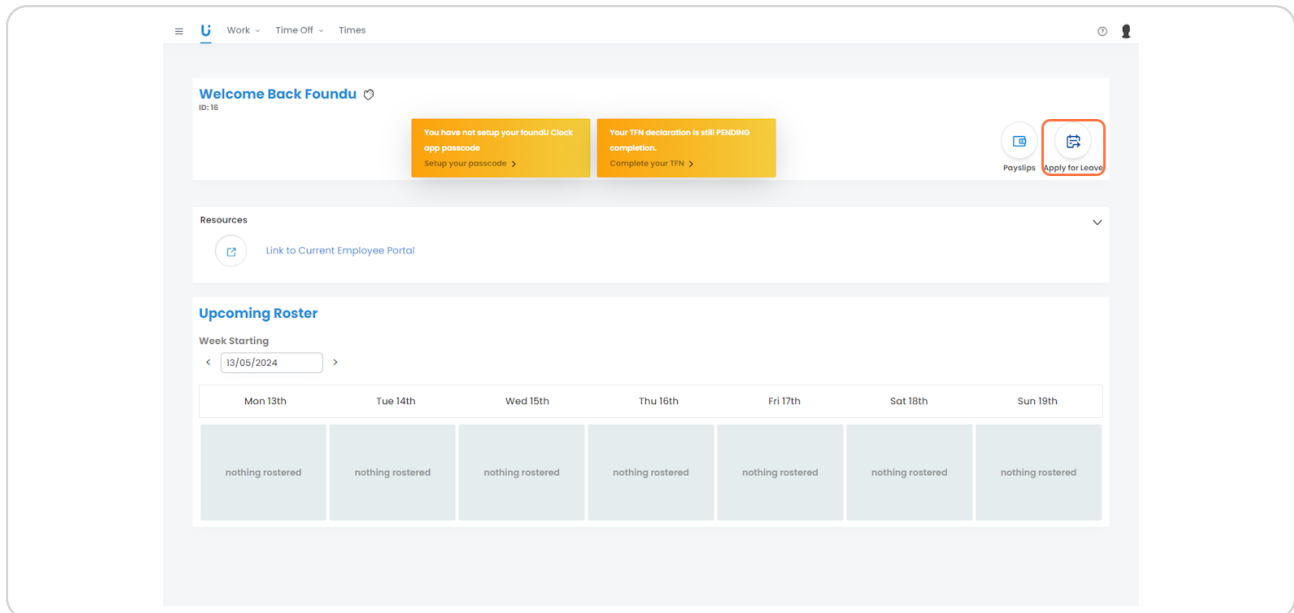 Work Time Off Times
Welcome Back Foundu
ID: 16
You have not setup your foundU Clock
app passcode
Setup your passcode >
Your TFN declaration is still PENDING
completion.
Complete your TFN >
Payslips Apply for Leave
Resources
Link to Current Employee Portal
Upcoming Roster
Week Starting
< 13/05/2024 >
Mon 13th Tue 14th Wed 15th Thu 16th Fri 17th Sat 18th Sun 19th
nothing rostered nothing rostered nothing rostered nothing rostered nothing rostered nothing rostered nothing rostered